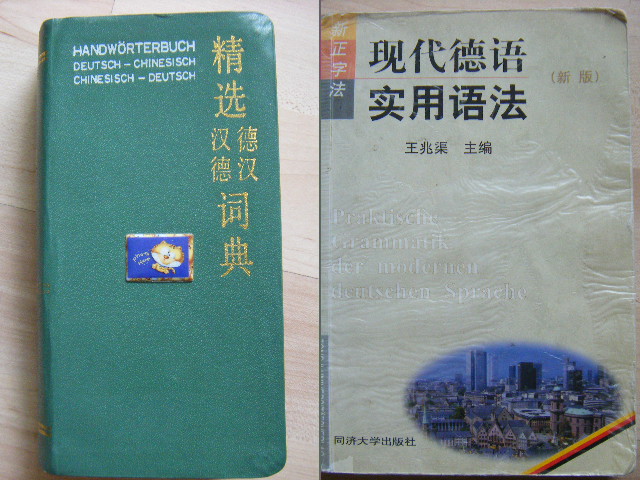 HANDWÖRTERBUCH
DEUTSCH – CHINESISCH
CHINESISCH – DEUTSCH
精选
汉德
德汉
词典
新正字法
现代德语
实用语法
(新版)
王兆渠 主编
Praktische
Grammatik
der modernen
deutschen Sprache
同济大学出版社